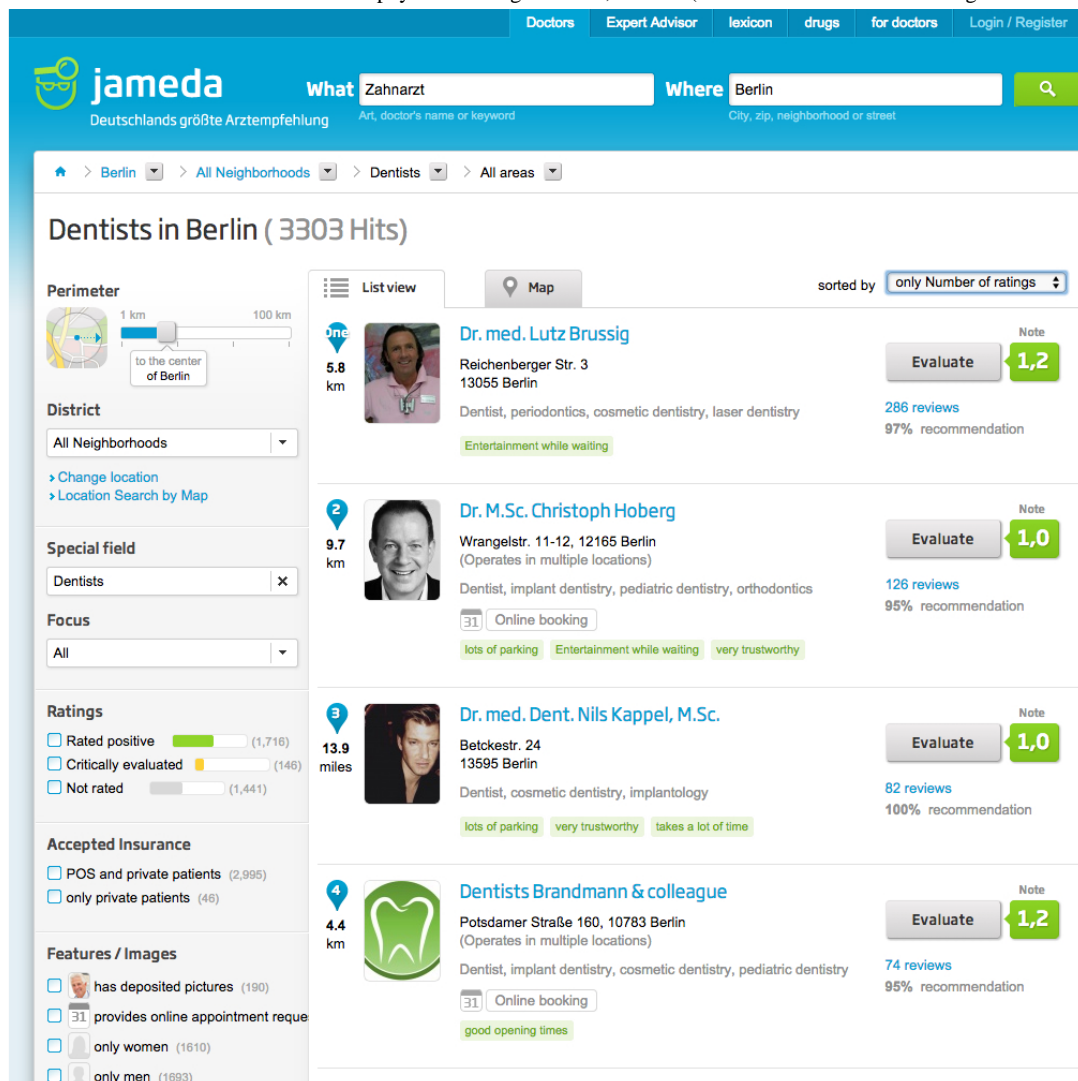 Doctors Expert Advisor lexicon drugs for doctors Login / Register
jameda
Deutschlands größte Arztempfehlung
What Zahnarzt Where Berlin
Art, doctor's name or keyword City, zip, neighborhood or street
> Berlin > All Neighborhoods > Dentists > All areas
Dentists in Berlin ( 3303 Hits)
Perimeter
1 km 100 km
to the center
of Berlin
District
All Neighborhoods
› Change location
› Location Search by Map
Special field
Dentists ×
Focus
All
Ratings
Rated positive (1,716)
Critically evaluated (146)
Not rated (1,441)
Accepted Insurance
POS and private patients (2,995)
only private patients (46)
Features / Images
has deposited pictures (190)
31 provides online appointment reque
only women (1610)
only men (1693)
List view Map sorted by only Number of ratings
One
5.8
km
Dr. med. Lutz Brussig
Reichenberger Str. 3
13055 Berlin
Dentist, periodontics, cosmetic dentistry, laser dentistry
Entertainment while waiting
Note
Evaluate 1,2
286 reviews
97% recommendation
2
9.7
km
Dr. M.Sc. Christoph Hoberg
Wrangelstr. 11-12, 12165 Berlin
(Operates in multiple locations)
Dentist, implant dentistry, pediatric dentistry, orthodontics
31 Online booking
lots of parking Entertainment while waiting very trustworthy
Note
Evaluate 1,0
126 reviews
95% recommendation
3
13.9
miles
Dr. med. Dent. Nils Kappel, M.Sc.
Betckestr. 24
13595 Berlin
Dentist, cosmetic dentistry, implantology
lots of parking very trustworthy takes a lot of time
Note
Evaluate 1,0
82 reviews
100% recommendation
4
4.4
km
Dentists Brandmann & colleague
Potsdamer Straße 160, 10783 Berlin
(Operates in multiple locations)
Dentist, implant dentistry, cosmetic dentistry, pediatric dentistry
31 Online booking
good opening times
Note
Evaluate 1,2
74 reviews
95% recommendation